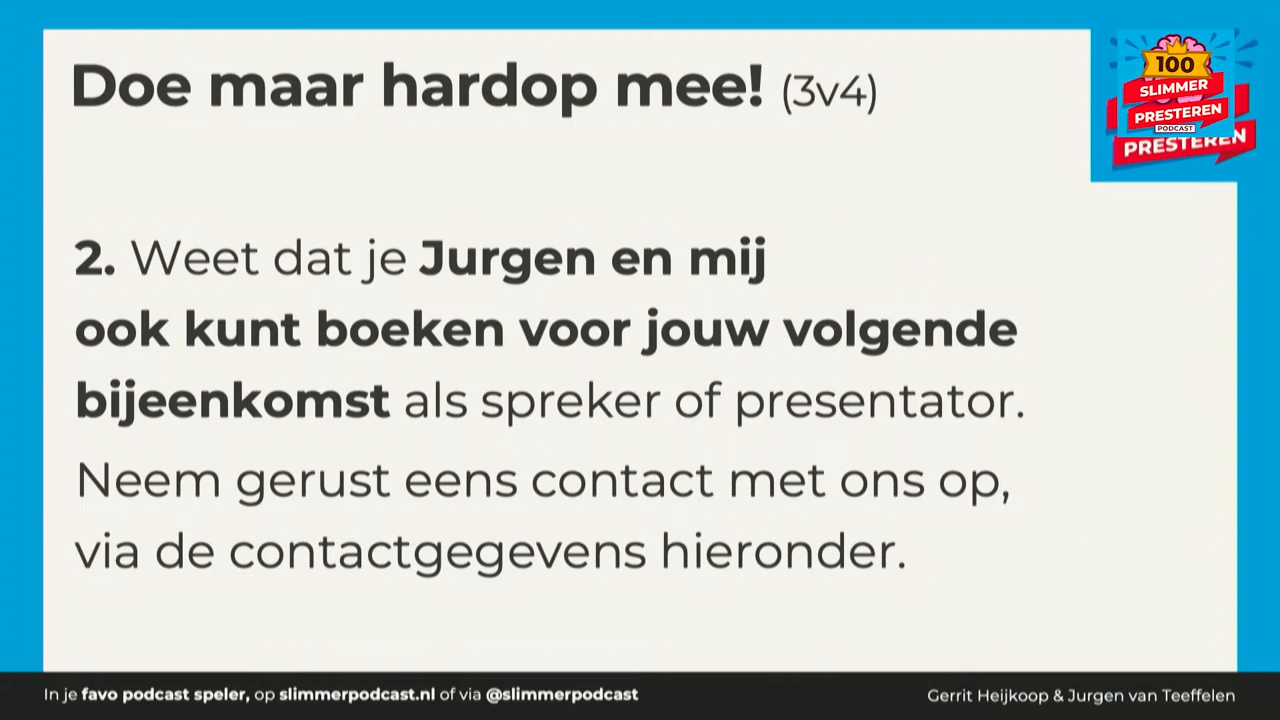 Doe maar hardop mee! (3v4)
100
SLIMMER
PRESTEREN
PODCAST
PRESTEREN
2. Weet dat je Jurgen en mij
ook kunt boeken voor jouw volgende
bijeenkomst als spreker of presentator.
Neem gerust eens contact met ons op,
via de contactgegevens hieronder.
In je favo podcast speler, op slimmerpodcast.nl of via @slimmerpodcast
Gerrit Heijkoop & Jurgen van Teeffelen